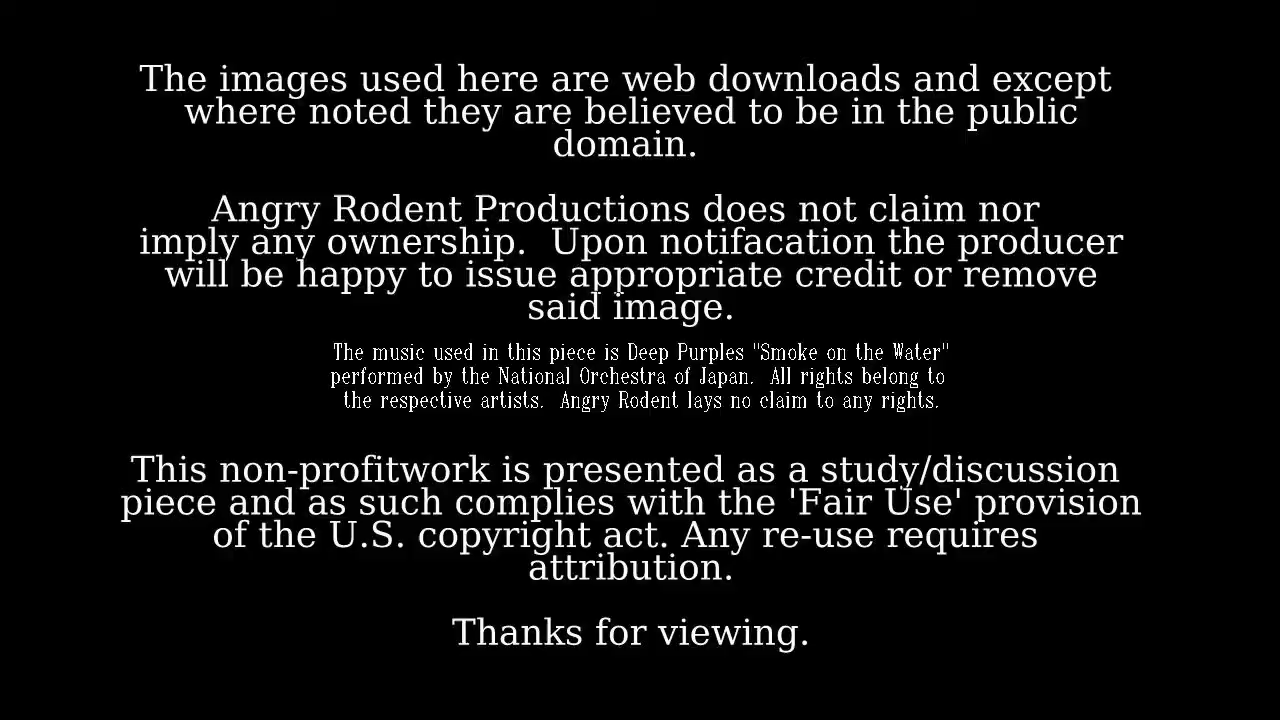 The images used here are web downloads and except
where noted they are believed to be in the public
domain.
Angry Rodent Productions does not claim nor
imply any ownership.  Upon notifacation the producer
will be happy to issue appropriate credit or remove
said image.
The music used in this piece is Deep Purples "Smoke on the Water"
performed by the National Orchestra of Japan.  All rights belong to
the respective artists.  Angry Rodent lays no claim to any rights.
This non-profitwork is presented as a study/discussion
piece and as such complies with the 'Fair Use' provision
of the U.S. copyright act. Any re-use requires
attribution.
Thanks for viewing.